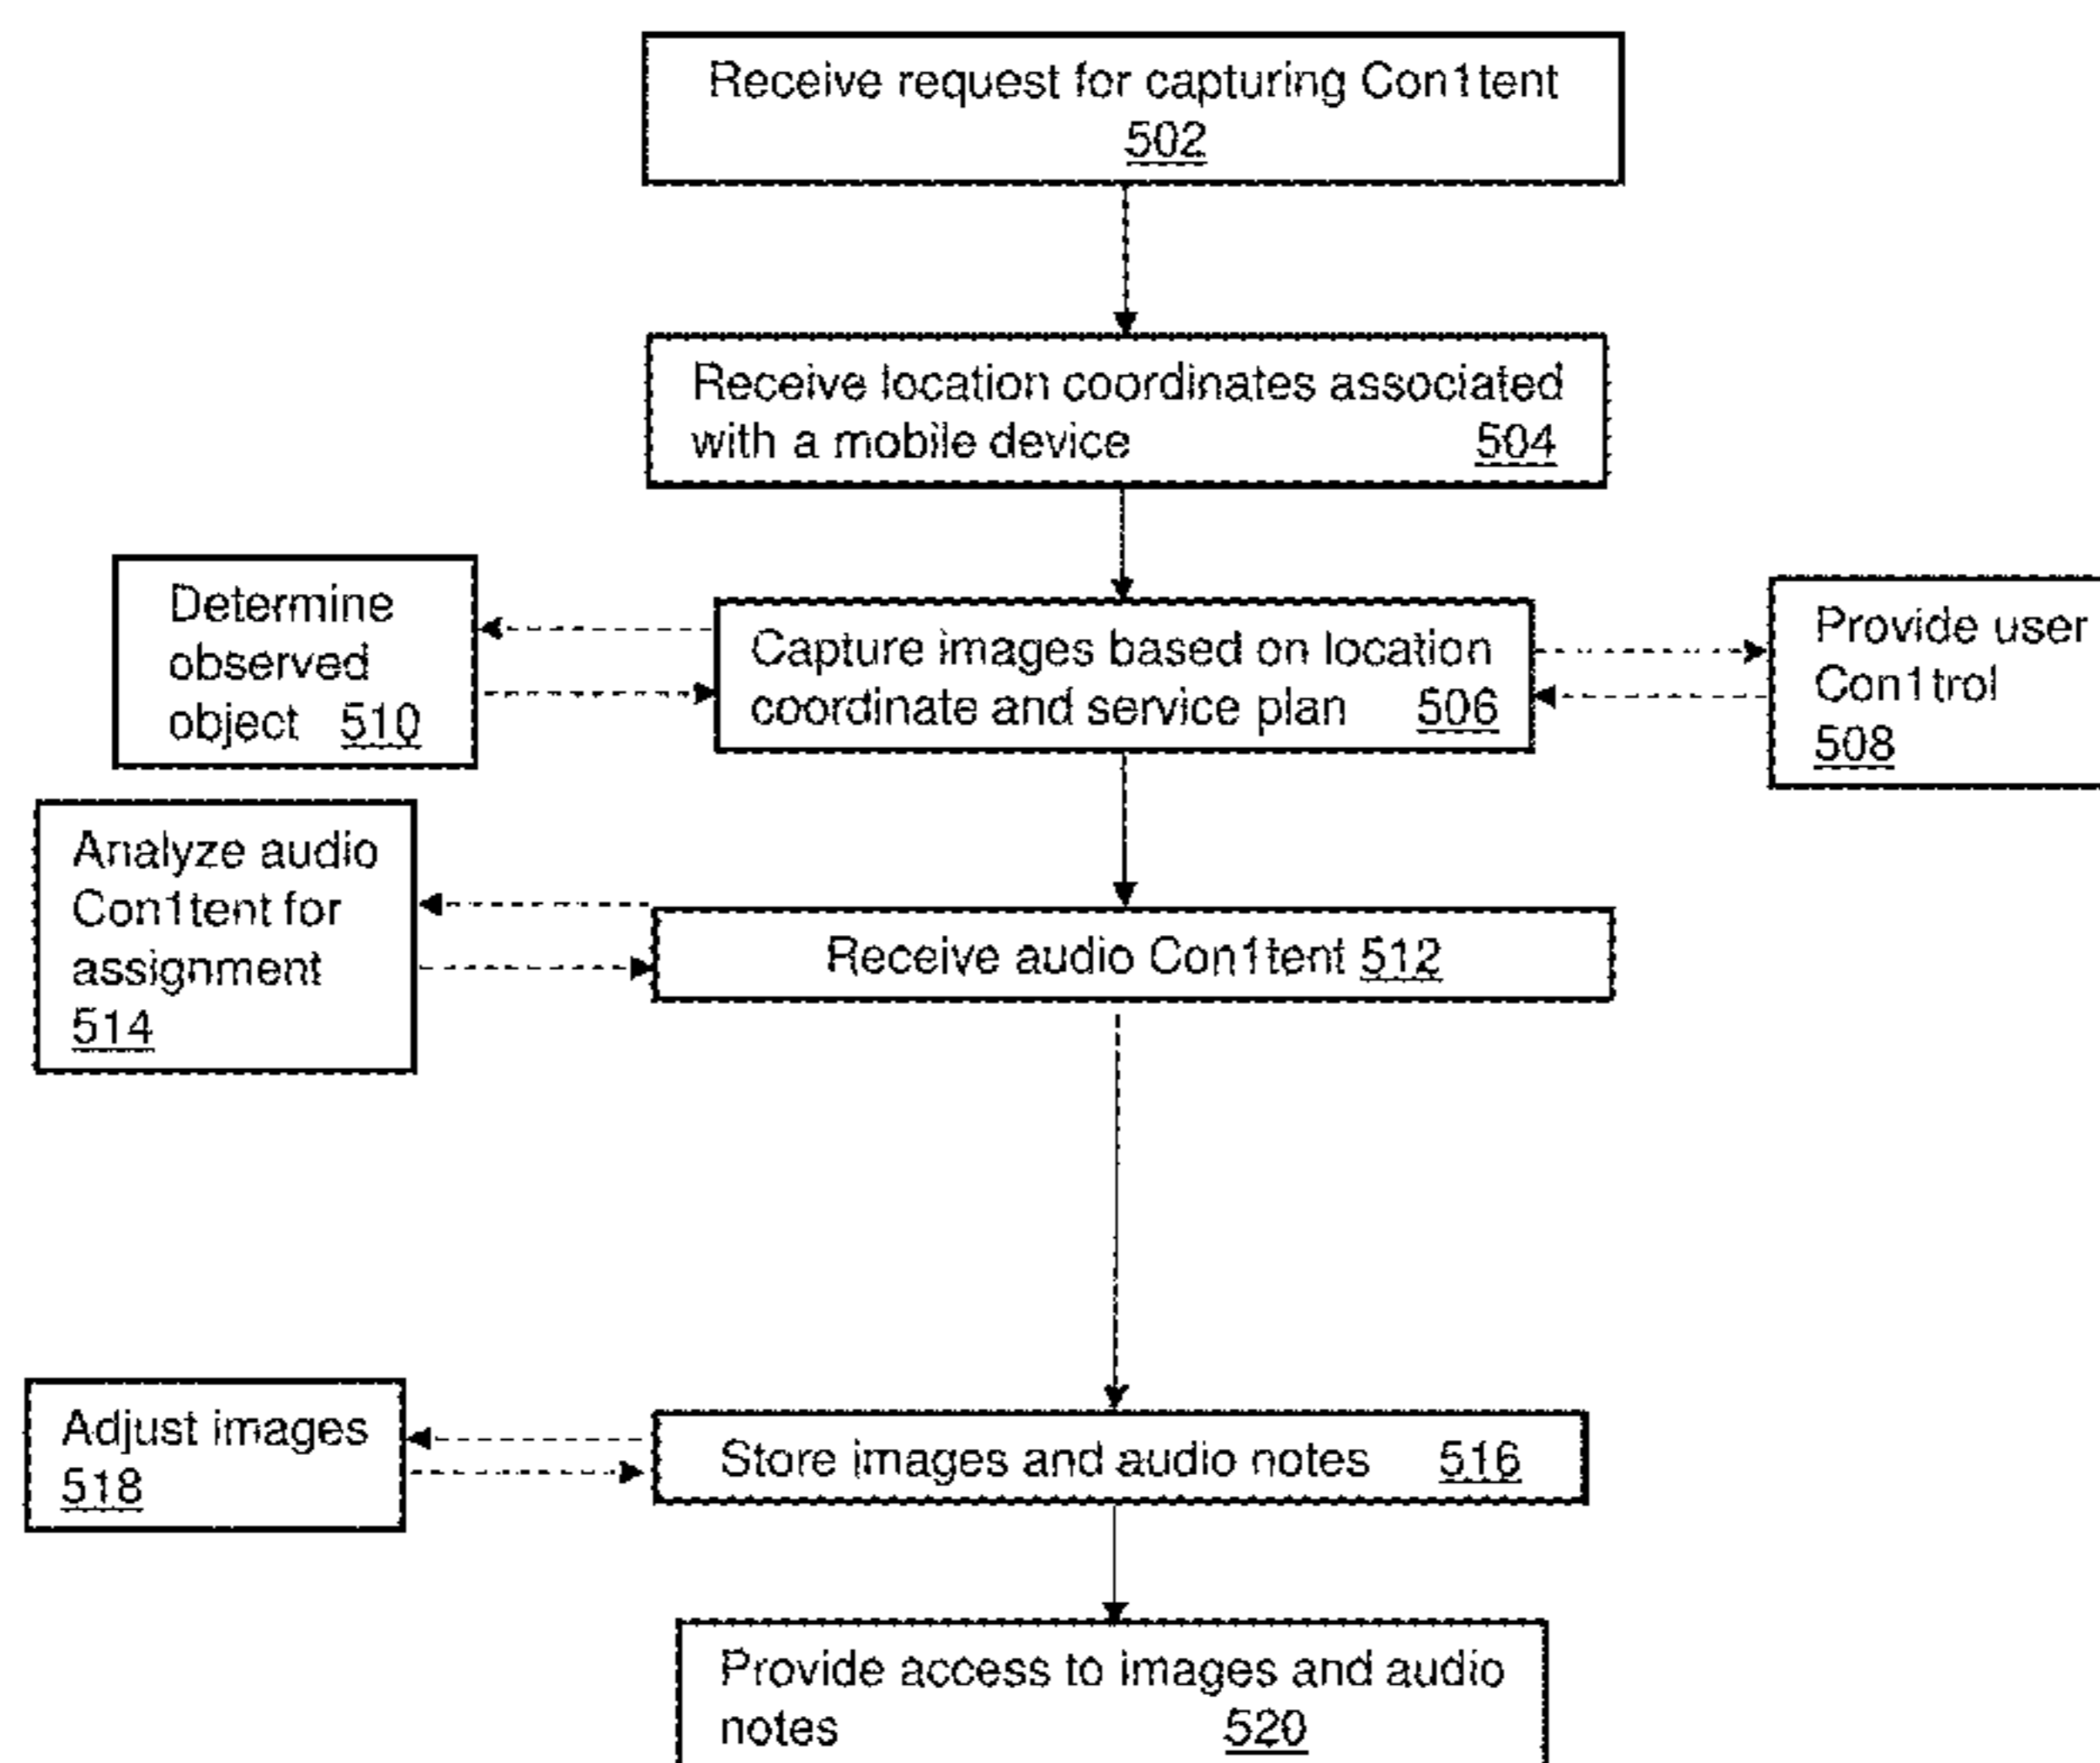 Receive request for capturing Con1tent
502
Receive location coordinates associated
with a mobile device 504
Determine
observed
object 510
Capture images based on location
coordinate and service plan 506
Provide user
Con1trol
508
Analyze audio
Con1tent for
assignment
514
Receive audio Con1tent 512
Adjust images
518
Store images and audio notes 516
Provide access to images and audio
notes 520